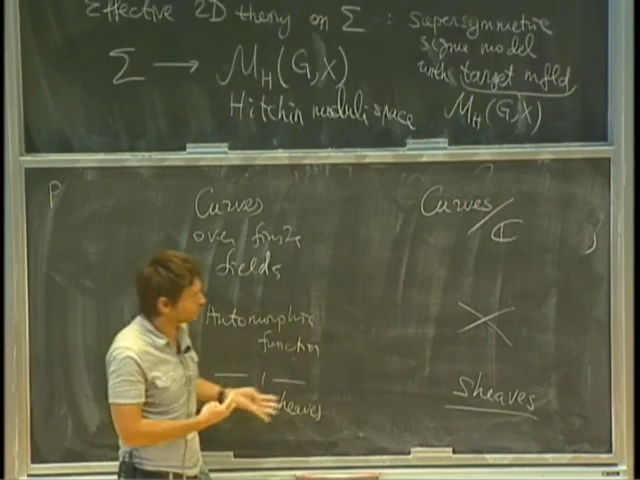 Effective 2D theory on Σ : supersymmetric
sigma model
with target mfld
Σ → M_H(G,X)
Hitchin moduli space
M_H(G,X)
P
Curves
over finite
fields
Curves/ℂ
Automorphic
function
— , —
sheaves
sheaves